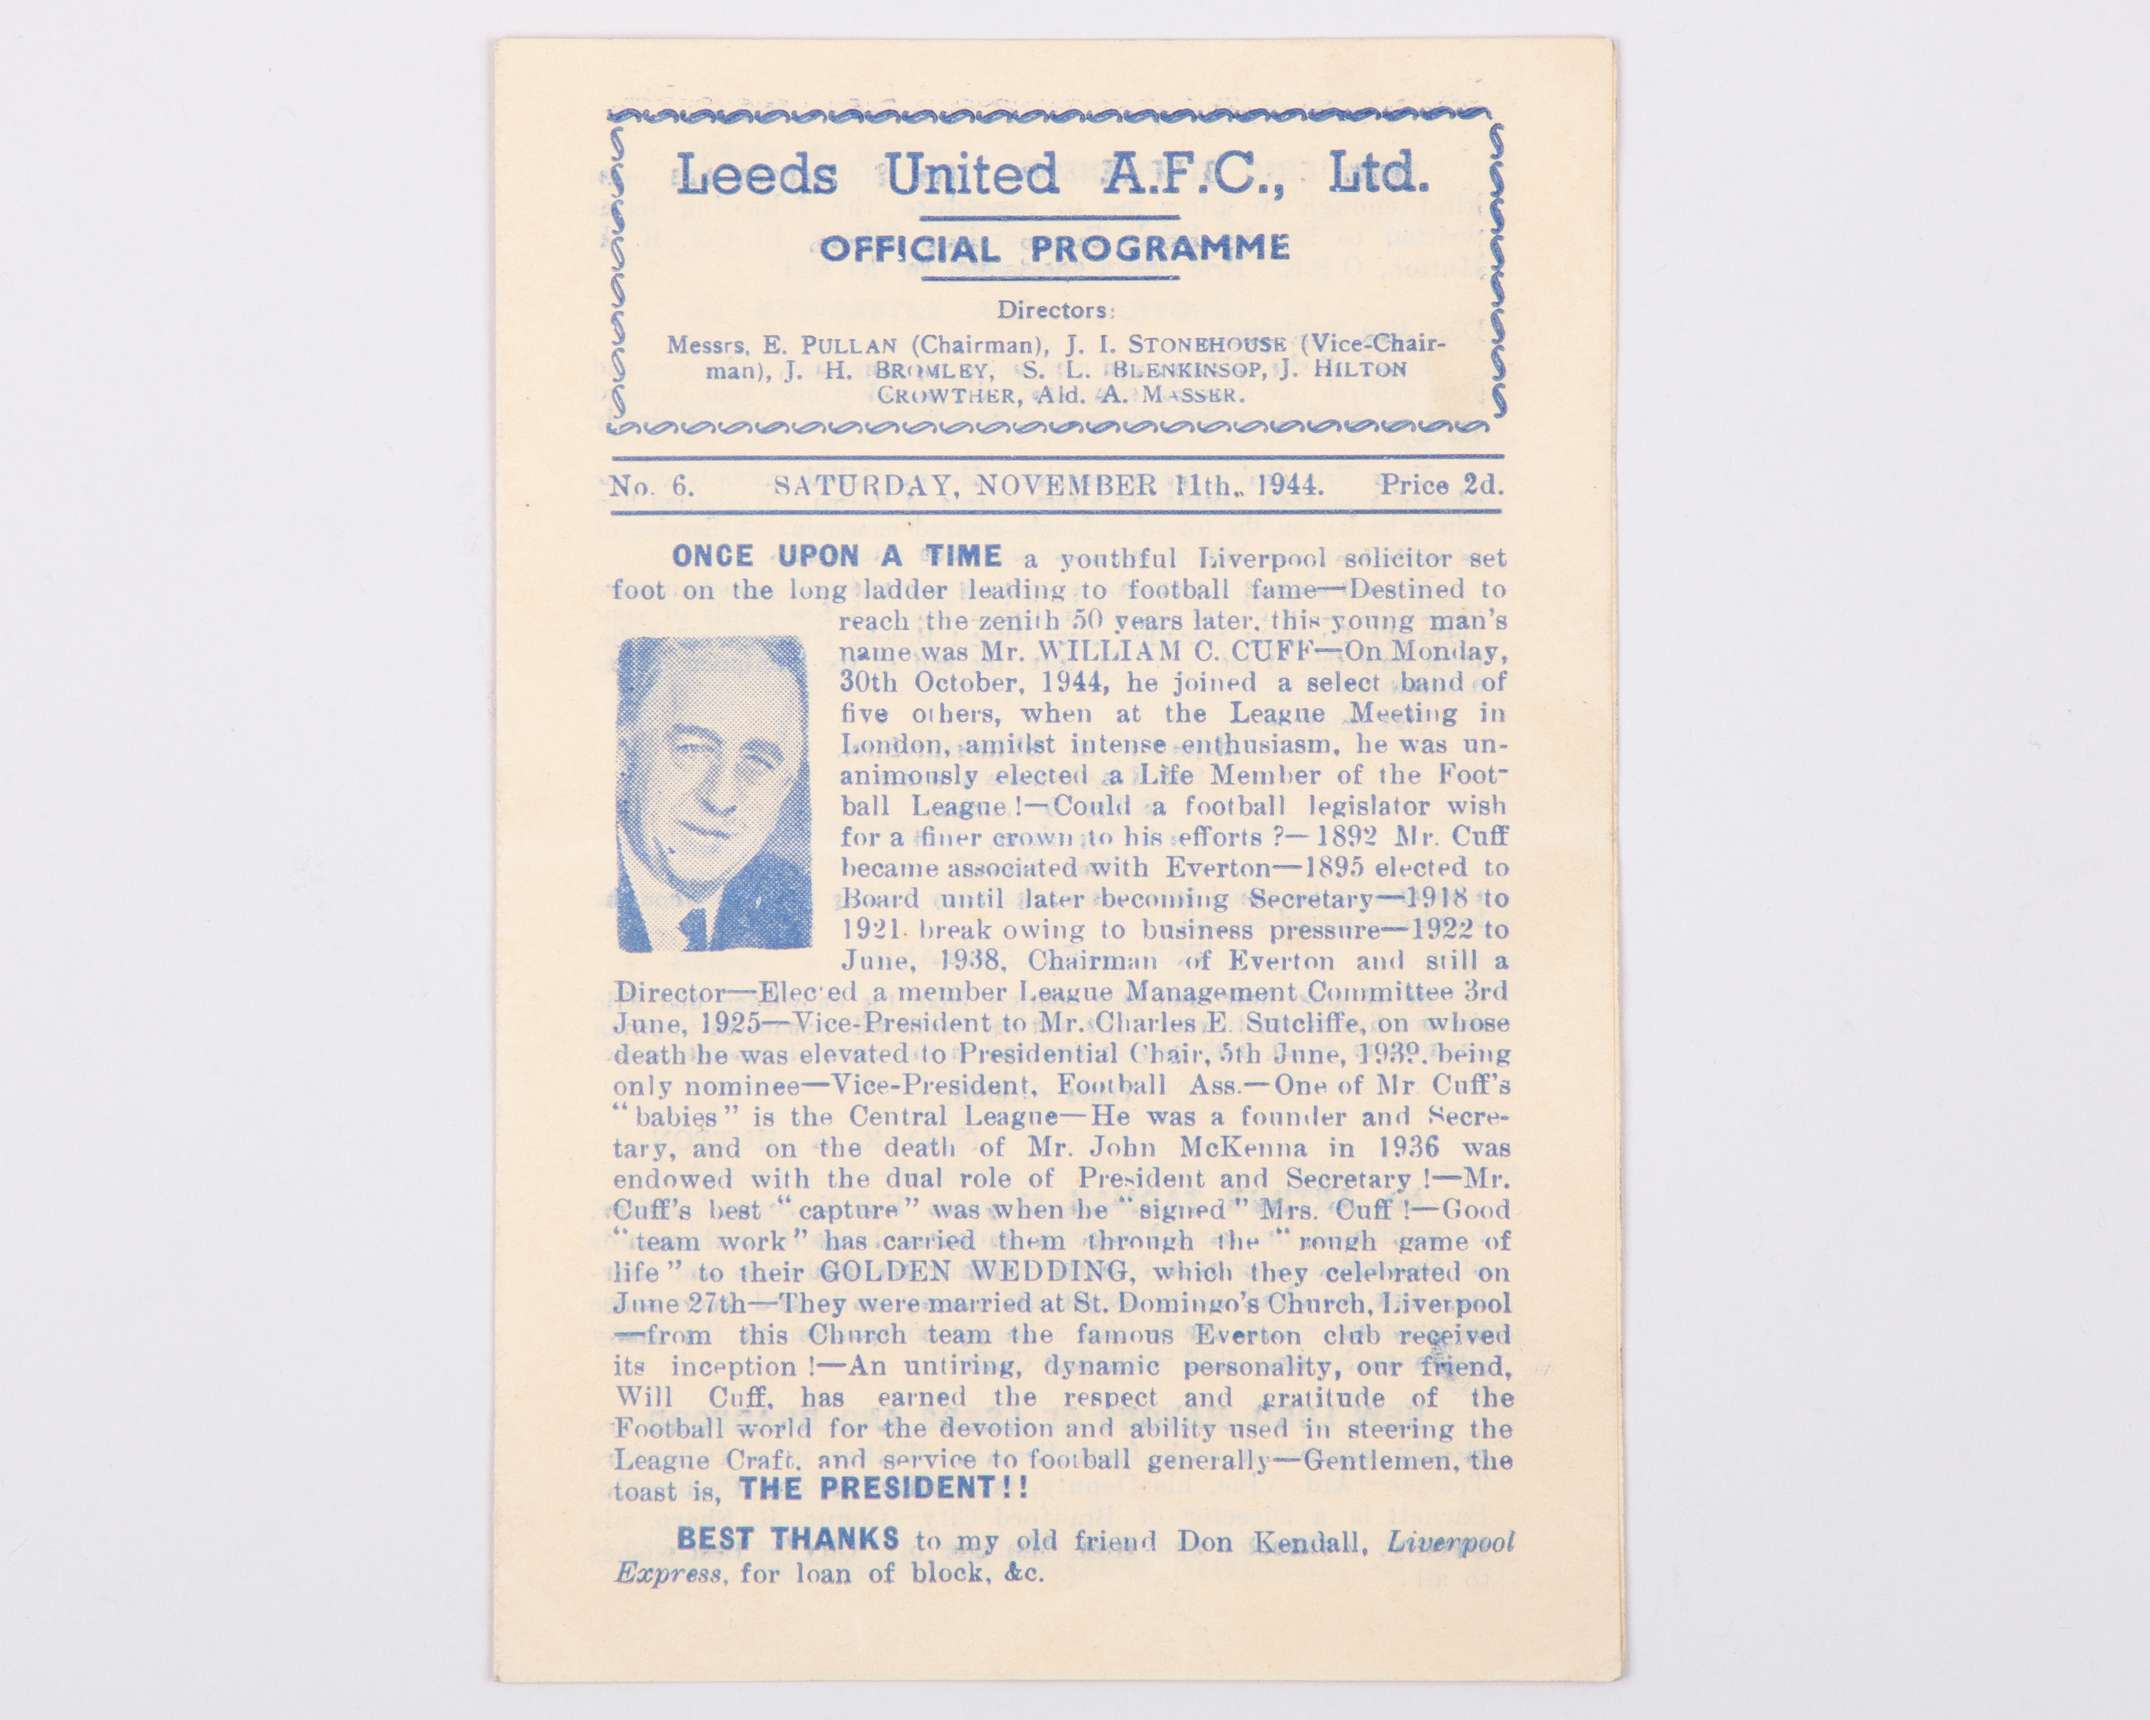 Leeds United A.F.C., Ltd.
OFFICIAL PROGRAMME
Directors:
Messrs. E. PULLAN (Chairman), J. I. STONEHOUSE (Vice-Chair-
man), J. H. BROMLEY, S. L. BLENKINSOP, J. HILTON
CROWTHER, Ald. A. MASSER.
No. 6. SATURDAY, NOVEMBER 11th., 1944. Price 2d.
ONCE UPON A TIME a youthful Liverpool solicitor set
foot on the long ladder leading to football fame—Destined to
reach the zenith 50 years later, this young man's
name was Mr. WILLIAM C. CUFF—On Monday,
30th October, 1944, he joined a select band of
five others, when at the League Meeting in
London, amidst intense enthusiasm, he was un-
animously elected a Life Member of the Foot-
ball League!—Could a football legislator wish
for a finer crown to his efforts?—1892 Mr. Cuff
became associated with Everton—1895 elected to
Board until later becoming Secretary—1918 to
1921 break owing to business pressure—1922 to
June, 1938, Chairman of Everton and still a
Director—Elected a member League Management Committee 3rd
June, 1925—Vice-President to Mr. Charles E. Sutcliffe, on whose
death he was elevated to Presidential Chair, 5th June, 1939, being
only nominee—Vice-President, Football Ass.—One of Mr Cuff's
"babies" is the Central League—He was a founder and Secre-
tary, and on the death of Mr. John McKenna in 1936 was
endowed with the dual role of President and Secretary!—Mr.
Cuff's best "capture" was when he "signed" Mrs. Cuff!—Good
"team work" has carried them through the "rough game of
life" to their GOLDEN WEDDING, which they celebrated on
June 27th—They were married at St. Domingo's Church, Liverpool
—from this Church team the famous Everton club received
its inception!—An untiring, dynamic personality, our friend,
Will Cuff, has earned the respect and gratitude of the
Football world for the devotion and ability used in steering the
League Craft, and service to football generally—Gentlemen, the
toast is, THE PRESIDENT!!
BEST THANKS to my old friend Don Kendall, Liverpool
Express, for loan of block, &c.